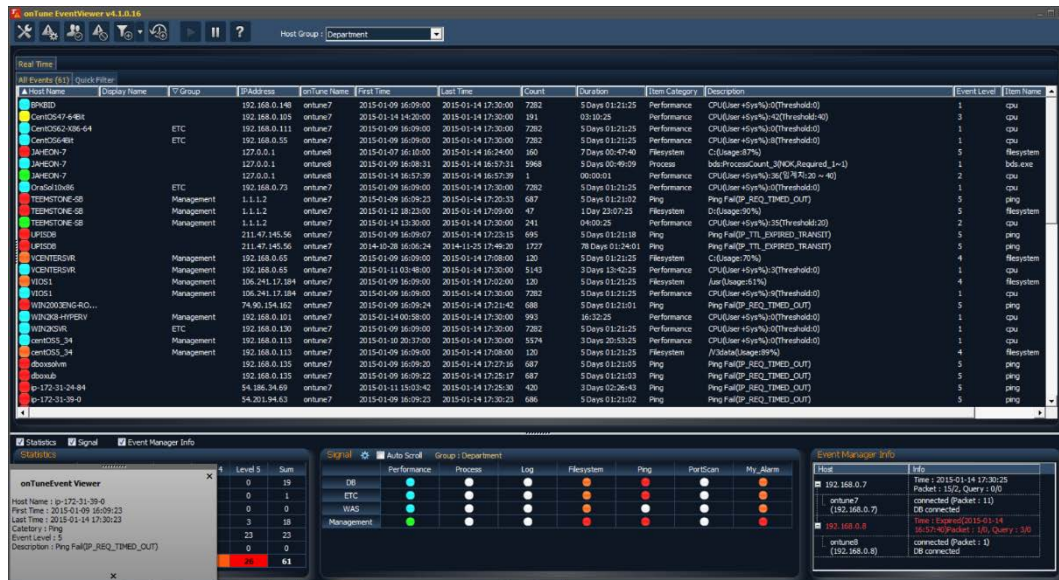 onTune EventViewer v4.1.0.16
Host Group : Department
Real Time
All Events (61) Quick Filter
Host Name Display Name Group IPAddress onTune Name First Time Last Time Count Duration Item Category Description Event Level Item Name
BPKBID 192.168.0.148 ontune7 2015-01-09 16:09:00 2015-01-14 17:30:00 7282 5 Days 01:21:25 Performance CPU(User+Sys%):0(Threshold:0) 1 cpu
CentOS47-64Bit 192.168.0.105 ontune7 2015-01-14 14:20:00 2015-01-14 17:30:00 191 03:10:25 Performance CPU(User+Sys%):42(Threshold:40) 3 cpu
CentOS62-X86-64 ETC 192.168.0.111 ontune7 2015-01-09 16:09:00 2015-01-14 17:30:00 7282 5 Days 01:21:25 Performance CPU(User+Sys%):0(Threshold:0) 1 cpu
CentOS64Bit ETC 192.168.0.55 ontune7 2015-01-09 16:09:00 2015-01-14 17:30:00 7282 5 Days 01:21:25 Performance CPU(User+Sys%):8(Threshold:0) 1 cpu
JAHEON-7 127.0.0.1 ontune8 2015-01-07 16:10:00 2015-01-14 16:24:00 160 7 Days 00:47:40 Filesystem C:(Usage:87%) 5 filesystem
JAHEON-7 127.0.0.1 ontune8 2015-01-09 16:08:31 2015-01-14 16:57:31 5968 5 Days 00:49:09 Process bds:ProcessCount_3(NOK,Required_1~1) 1 bds.exe
JAHEON-7 127.0.0.1 ontune8 2015-01-14 16:57:39 2015-01-14 16:57:39 1 00:00:01 Performance CPU(User+Sys%):36(임계치:20 ~ 40) 2 cpu
OraSol10x86 ETC 192.168.0.73 ontune7 2015-01-09 16:09:00 2015-01-14 17:30:00 7282 5 Days 01:21:25 Performance CPU(User+Sys%):0(Threshold:0) 1 cpu
TEEMSTONE-SB Management 1.1.1.2 ontune7 2015-01-09 16:09:23 2015-01-14 17:20:33 687 5 Days 01:21:02 Ping Ping Fail(IP_REQ_TIMED_OUT) 5 ping
TEEMSTONE-SB Management 1.1.1.2 ontune7 2015-01-12 18:23:00 2015-01-14 17:09:00 47 1 Day 23:07:25 Filesystem D:(Usage:90%) 5 filesystem
TEEMSTONE-SB Management 1.1.1.2 ontune7 2015-01-14 13:30:00 2015-01-14 17:30:00 241 04:00:25 Performance CPU(User+Sys%):35(Threshold:20) 2 cpu
UPISDB 211.47.145.56 ontune7 2015-01-09 16:09:07 2015-01-14 17:23:15 695 5 Days 01:21:18 Ping Ping Fail(IP_TTL_EXPIRED_TRANSIT) 5 ping
UPISDB 211.47.145.56 ontune7 2014-10-28 16:06:24 2014-11-25 17:49:20 1727 78 Days 01:24:01 Ping Ping Fail(IP_TTL_EXPIRED_TRANSIT) 5 ping
VCENTERSVR Management 192.168.0.65 ontune7 2015-01-09 16:09:00 2015-01-14 17:08:00 120 5 Days 01:21:25 Filesystem C:(Usage:70%) 4 filesystem
VCENTERSVR Management 192.168.0.65 ontune7 2015-01-11 03:48:00 2015-01-14 17:30:00 5143 3 Days 13:42:25 Performance CPU(User+Sys%):3(Threshold:0) 1 cpu
VIOS1 Management 106.241.17.184 ontune7 2015-01-09 16:09:00 2015-01-14 17:02:00 120 5 Days 01:21:25 Filesystem /usr(Usage:61%) 4 filesystem
VIOS1 Management 106.241.17.184 ontune7 2015-01-09 16:09:00 2015-01-14 17:30:00 7282 5 Days 01:21:25 Performance CPU(User+Sys%):9(Threshold:0) 1 cpu
WIN2003ENG-RO... 74.90.154.162 ontune7 2015-01-09 16:09:24 2015-01-14 17:21:42 688 5 Days 01:21:01 Ping Ping Fail(IP_REQ_TIMED_OUT) 5 ping
WIN2K8-HYPERV Management 192.168.0.101 ontune7 2015-01-14 00:58:00 2015-01-14 17:30:00 993 16:32:25 Performance CPU(User+Sys%):0(Threshold:0) 1 cpu
WIN2KSVR ETC 192.168.0.130 ontune7 2015-01-09 16:09:00 2015-01-14 17:30:00 7282 5 Days 01:21:25 Performance CPU(User+Sys%):0(Threshold:0) 1 cpu
centOS5_34 Management 192.168.0.113 ontune7 2015-01-10 20:37:00 2015-01-14 17:30:00 5574 3 Days 20:53:25 Performance CPU(User+Sys%):0(Threshold:0) 1 cpu
centOS5_34 Management 192.168.0.113 ontune7 2015-01-09 16:09:00 2015-01-14 17:08:00 120 5 Days 01:21:25 Filesystem /V3data(Usage:89%) 4 filesystem
dboxsolvm 192.168.0.135 ontune7 2015-01-09 16:09:20 2015-01-14 17:27:16 687 5 Days 01:21:05 Ping Ping Fail(IP_REQ_TIMED_OUT) 5 ping
dboxub 192.168.0.135 ontune7 2015-01-09 16:09:22 2015-01-14 17:25:17 687 5 Days 01:21:03 Ping Ping Fail(IP_REQ_TIMED_OUT) 5 ping
ip-172-31-24-84 54.186.34.69 ontune7 2015-01-11 15:03:42 2015-01-14 17:25:30 420 3 Days 02:26:43 Ping Ping Fail(IP_REQ_TIMED_OUT) 5 ping
ip-172-31-39-0 54.201.94.63 ontune7 2015-01-09 16:09:23 2015-01-14 17:30:23 686 5 Days 01:21:02 Ping Ping Fail(IP_REQ_TIMED_OUT) 5 ping
Statistics Signal Event Manager Info
Statistics
4 Level 5 Sum
0 19
0 1
0 0
3 18
23 23
0 0
26 61
onTuneEvent Viewer
Host Name : ip-172-31-39-0
First Time : 2015-01-09 16:09:23
Last Time : 2015-01-14 17:30:23
Catetory : Ping
Event Level : 5
Description : Ping Fail(IP_REQ_TIMED_OUT)
Signal Auto Scroll Group : Department
Performance Process Log Filesystem Ping PortScan My_Alarm
DB
ETC
WAS
Management
Event Manager Info
Host Info
192.168.0.7 Time : 2015-01-14 17:30:25
Packet : 15/2, Query : 0/0
ontune7 connected (Packet : 11)
(192.168.0.7) DB connected
192.168.0.8 Time : Expired(2015-01-14
16:57:40)Packet : 1/0, Query : 3/0
ontune8 connected (Packet : 1)
(192.168.0.8) DB connected